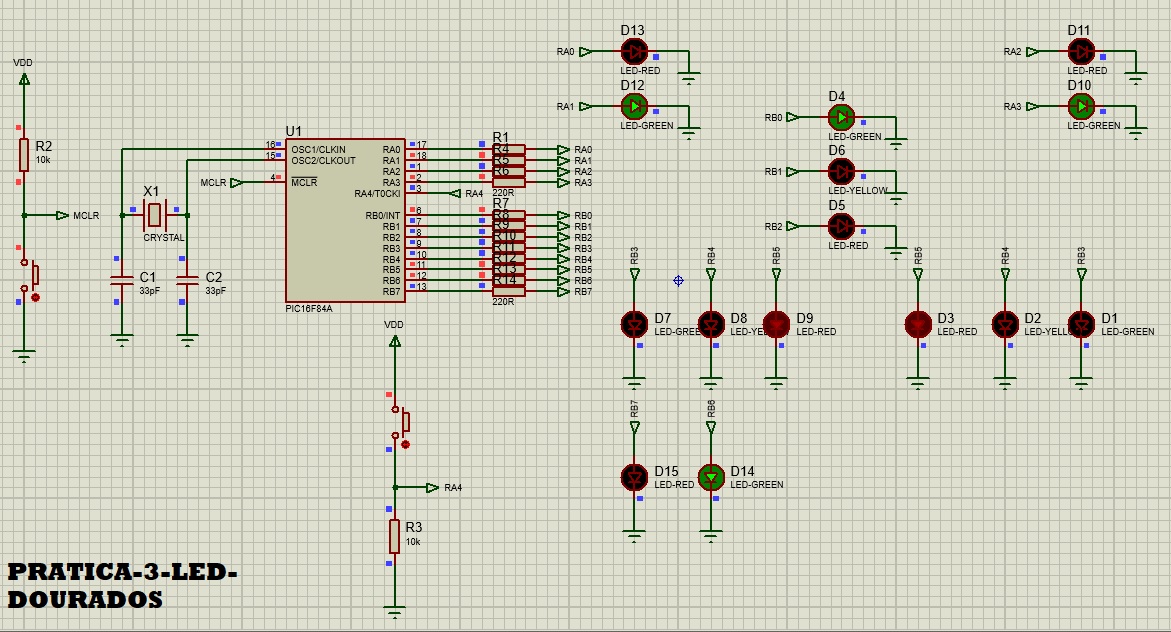 VDD
R2
10k
MCLR
X1
CRYSTAL
C1
33pF
C2
33pF
MCLR
U1
16
OSC1/CLKIN
15
OSC2/CLKOUT
4
MCLR
RA0
17
RA1
18
RA2
1
RA3
2
RA4/T0CKI
3
RB0/INT
6
RB1
7
RB2
8
RB3
9
RB4
10
RB5
11
RB6
12
RB7
13
PIC16F84A
R1
R4
R5
R6
220R
RA0
RA1
RA2
RA3
RA4
R7
R8
R9
R10
R11
R12
R13
R14
220R
RB0
RB1
RB2
RB3
RB4
RB5
RB6
RB7
VDD
RA4
R3
10k
RA0
D13
LED-RED
RA1
D12
LED-GREEN
RA2
D11
LED-RED
RA3
D10
LED-GREEN
RB0
D4
LED-GREEN
RB1
D6
LED-YELLOW
RB2
D5
LED-RED
RB3
D7
LED-GREE
RB4
D8
LED-YE
RB5
D9
LED-RED
RB5
D3
LED-RED
RB4
D2
LED-YELL
RB3
D1
LED-GREEN
RB7
D15
LED-RED
RB6
D14
LED-GREEN
PRATICA-3-LED-
DOURADOS